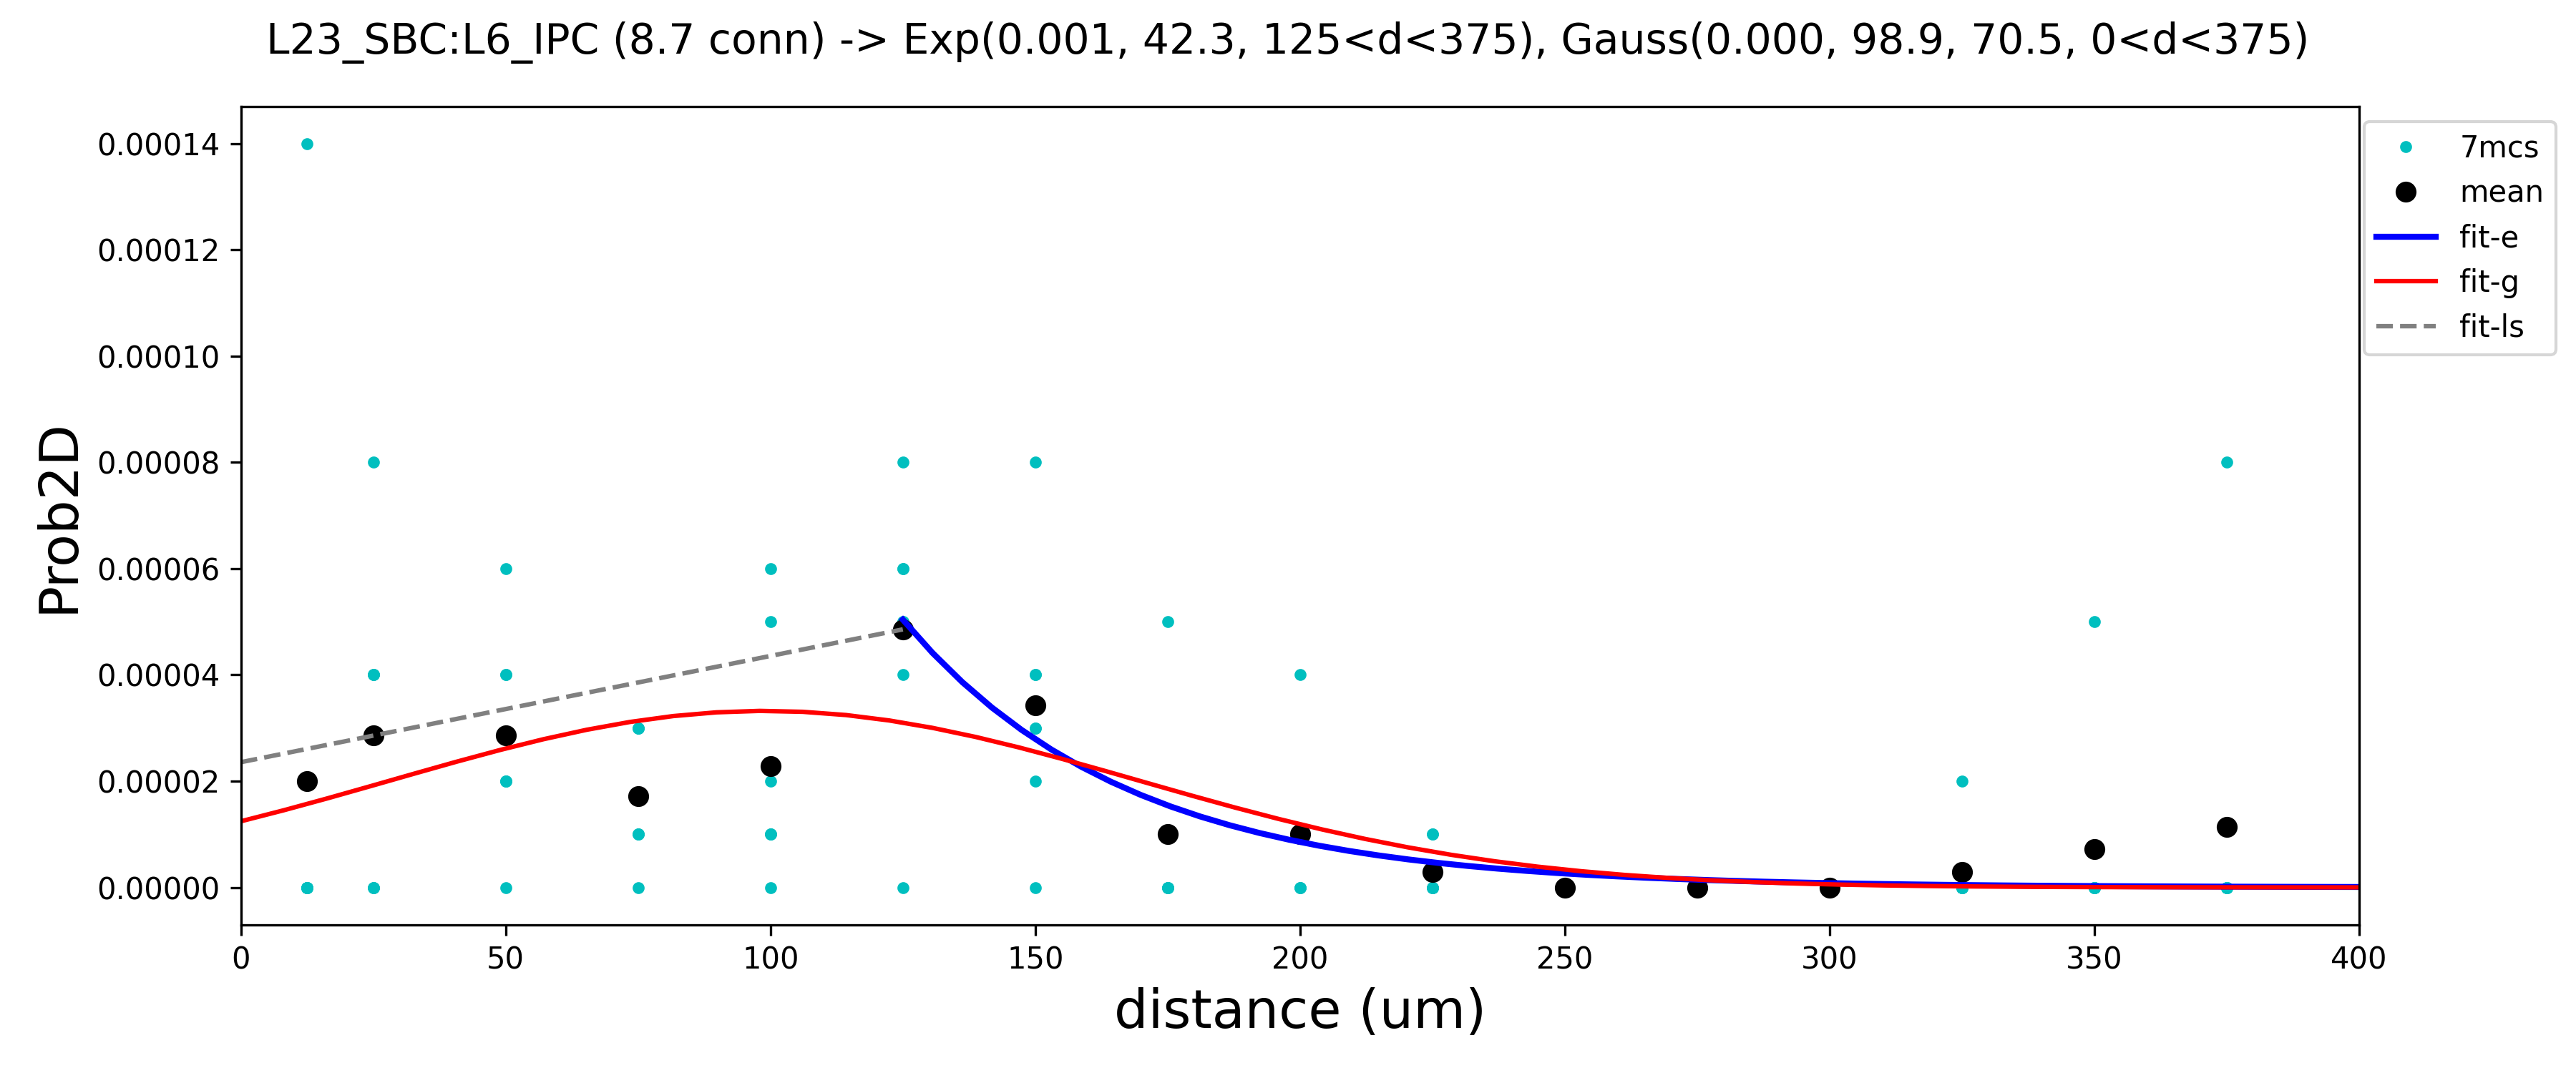 L23_SBC:L6_IPC (8.7 conn) -> Exp(0.001, 42.3, 125<d<375), Gauss(0.000, 98.9, 70.5, 0<d<375)
Prob2D
0.00014
0.00012
0.00010
0.00008
0.00006
0.00004
0.00002
0.00000
0 50 100 150 200 250 300 350 400
distance (um)
7mcs
mean
fit-e
fit-g
fit-ls